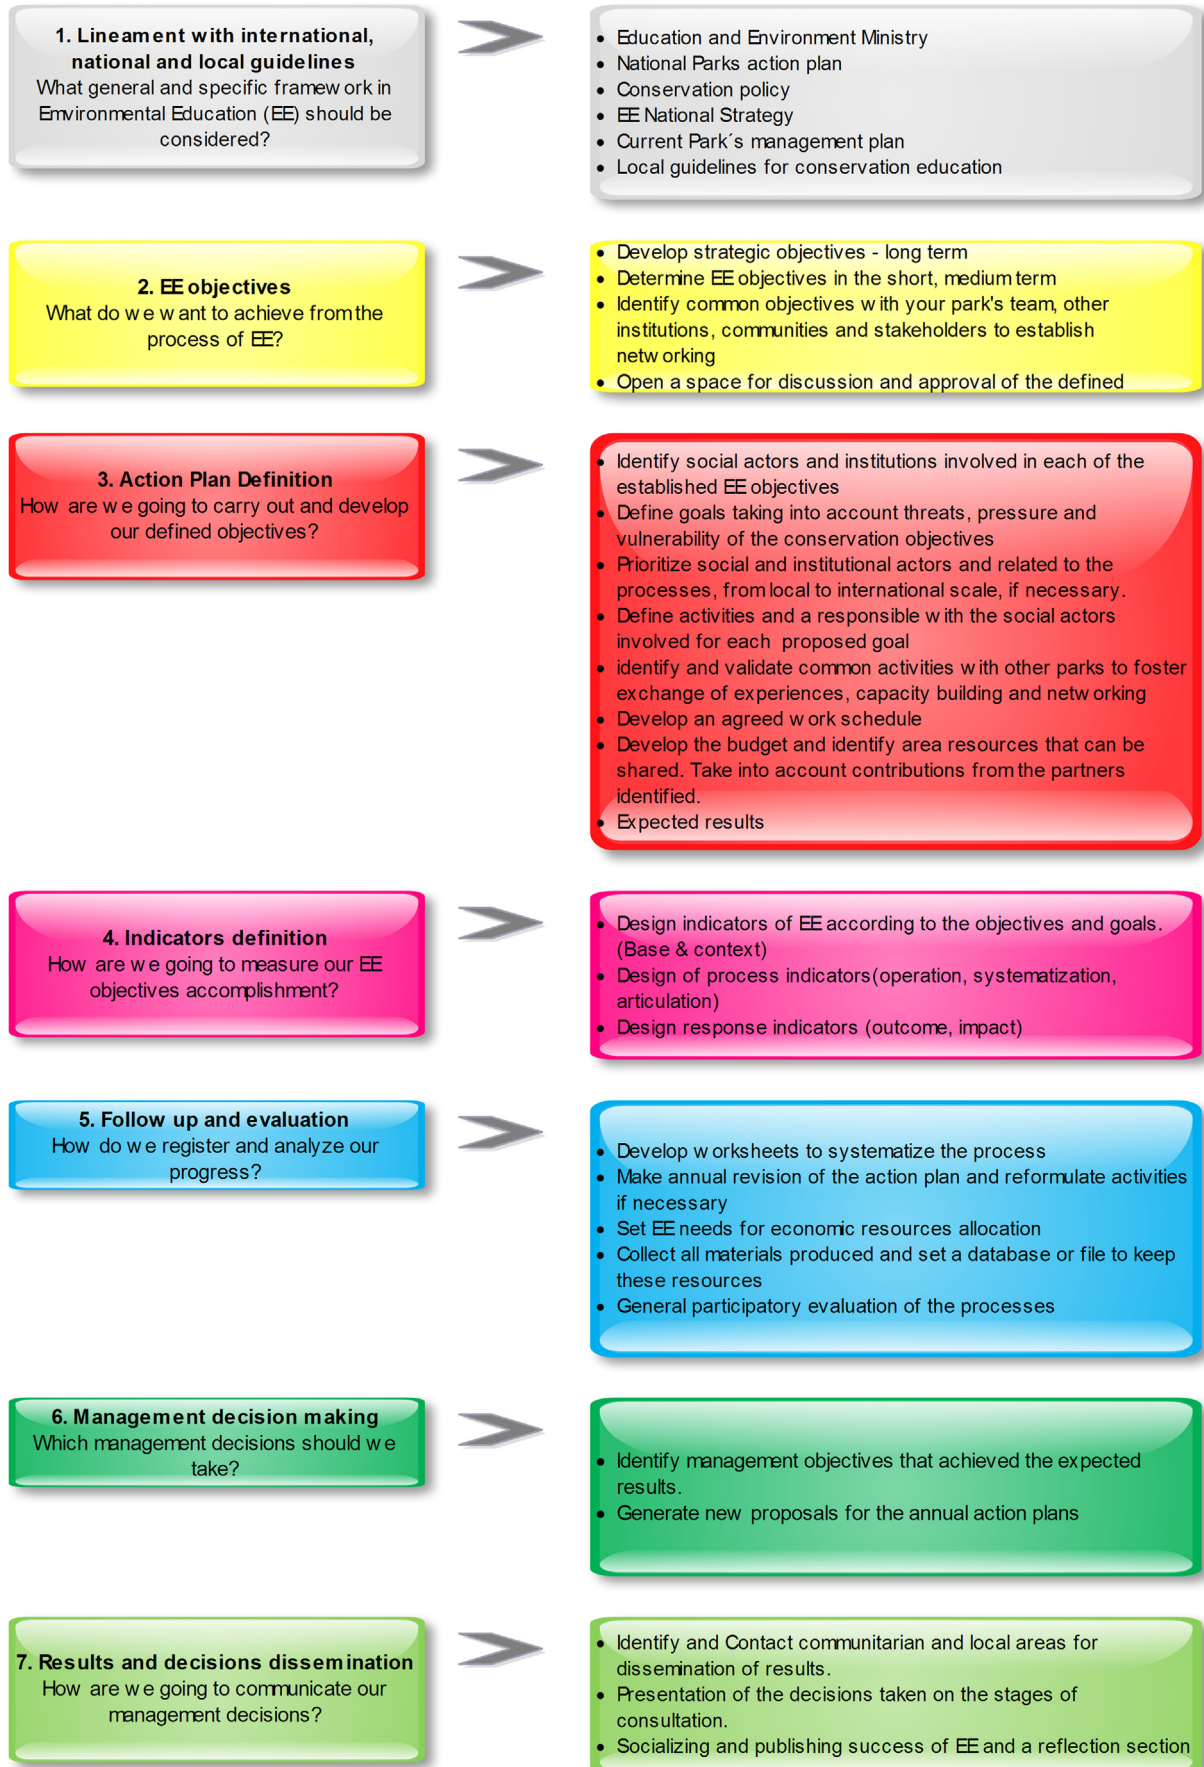 1. Lineament with international,
national and local guidelines
What general and specific framework in
Emvironmental Education (EE) should be
considered?
• Education and Environment Ministry
• National Parks action plan
• Conservation policy
• EE National Strategy
• Current Park´s management plan
• Local guidelines for conservation education
2. EE objectives
What do we want to achieve from the
process of EE?
• Develop strategic objectives - long term
• Determine EE objectives in the short, medium term
• Identify common objectives with your park's team, other
institutions, communities and stakeholders to establish
networking
• Open a space for discussion and approval of the defined
3. Action Plan Definition
How are we going to carry out and develop
our defined objectives?
• Identify social actors and institutions involved in each of the
established EE objectives
• Define goals taking into account threats, pressure and
vulnerability of the conservation objectives
• Prioritize social and institutional actors and related to the
processes, from local to international scale, if necessary.
• Define activities and a responsible with the social actors
involved for each proposed goal
• identify and validate common activities with other parks to foster
exchange of experiences, capacity building and networking
• Develop an agreed work schedule
• Develop the budget and identify area resources that can be
shared. Take into account contributions from the partners
identified.
• Expected results
4. Indicators definition
How are we going to measure our EE
objectives accomplishment?
• Design indicators of EE according to the objectives and goals.
(Base & context)
• Design of process indicators(operation, systematization,
articulation)
• Design response indicators (outcome, impact)
5. Follow up and evaluation
How do we register and analyze our
progress?
• Develop worksheets to systematize the process
• Make annual revision of the action plan and reformulate activities
if necessary
• Set EE needs for economic resources allocation
• Collect all materials produced and set a database or file to keep
these resources
• General participatory evaluation of the processes
6. Management decision making
Which management decisions should we
take?
• Identify management objectives that achieved the expected
results.
• Generate new proposals for the annual action plans
7. Results and decisions dissemination
How are we going to communicate our
management decisions?
• Identify and Contact communitarian and local areas for
dissemination of results.
• Presentation of the decisions taken on the stages of
consultation.
• Socializing and publishing success of EE and a reflection section